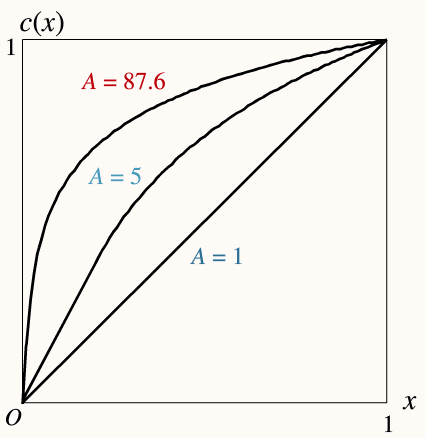 c(x)
1
A = 87.6
A = 5
A = 1
x
O
1